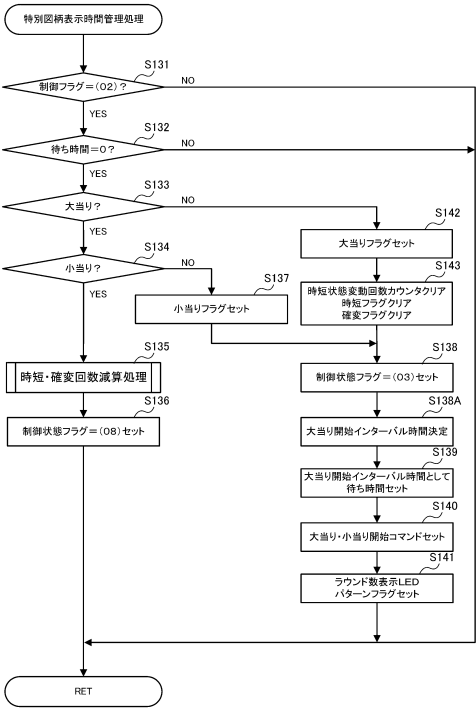 特別図柄表示時間管理処理
S131
制御フラグ=(02)?
NO
YES
S132
待ち時間=0?
NO
YES
S133
大当り?
NO
YES
S142
大当りフラグセット
S134
小当り?
NO
YES
S143
時短状態変動回数カウンタクリア
時短フラグクリア
確変フラグクリア
S137
小当りフラグセット
S135
時短・確変回数減算処理
S138
制御状態フラグ=(03)セット
S136
制御状態フラグ=(08)セット
S138A
大当り開始インターバル時間決定
S139
大当り開始インターバル時間として
待ち時間セット
S140
大当り・小当り開始コマンドセット
S141
ラウンド数表示LED
パターンフラグセット
RET